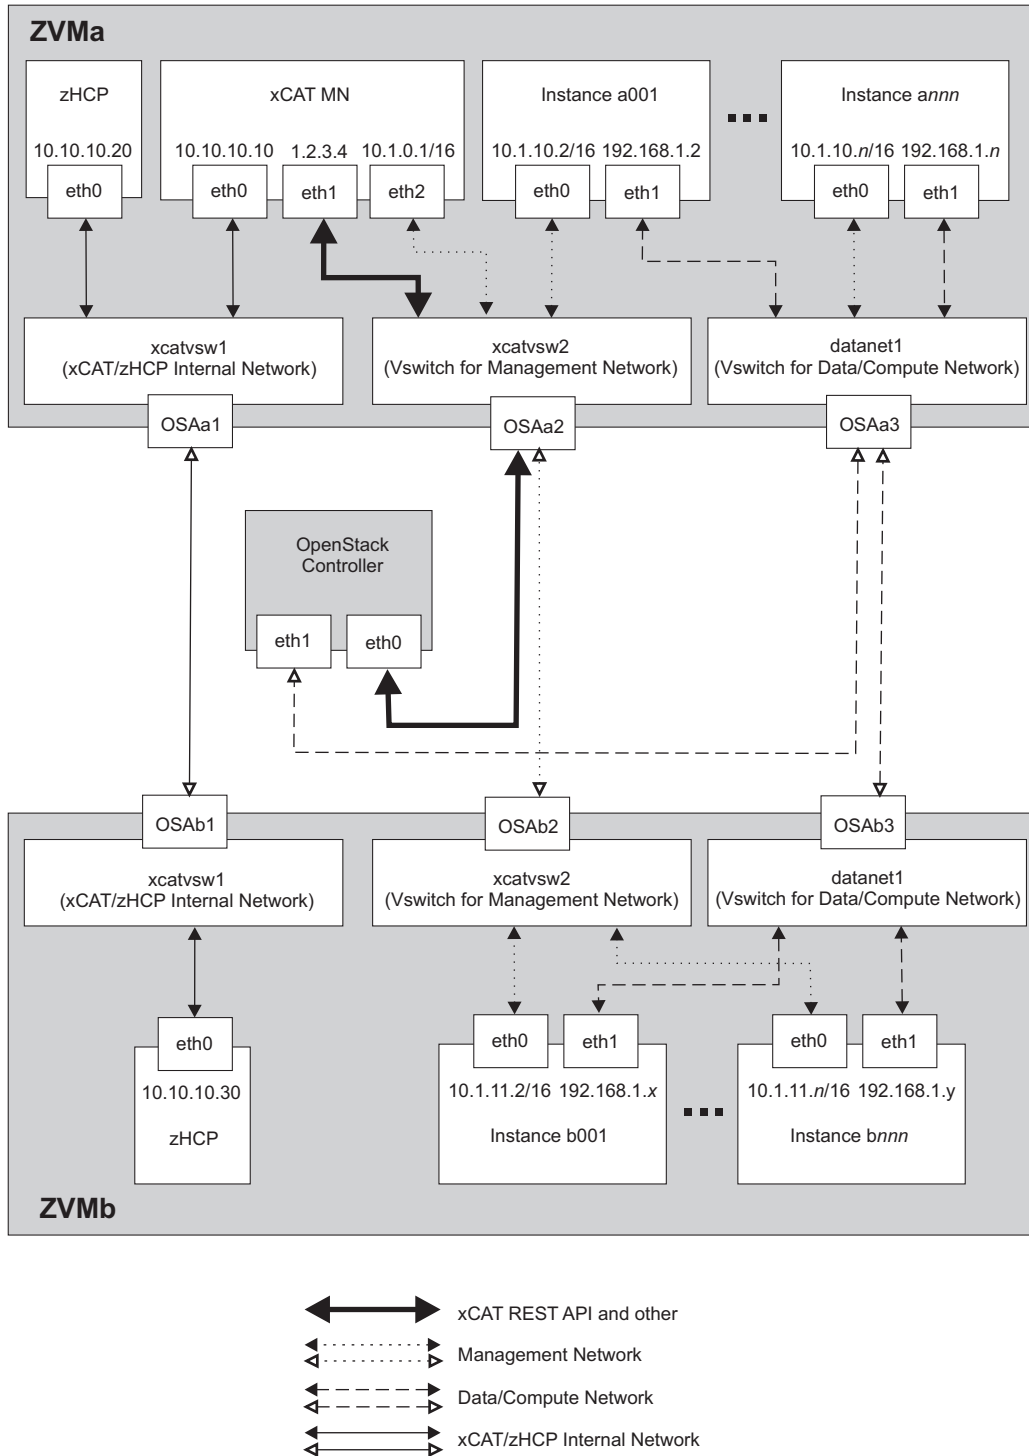 ZVMa
zHCP
xCAT MN
Instance a001
Instance annn
10.10.10.20
10.10.10.10
1.2.3.4
10.1.0.1/16
10.1.10.2/16
192.168.1.2
10.1.10.n/16
192.168.1.n
eth0
eth0
eth1
eth2
eth0
eth1
eth0
eth1
xcatvsw1
(xCAT/zHCP Internal Network)
xcatvsw2
(Vswitch for Management Network)
datanet1
(Vswitch for Data/Compute Network)
OSAa1
OSAa2
OSAa3
OpenStack
Controller
eth1
eth0
OSAb1
OSAb2
OSAb3
xcatvsw1
(xCAT/zHCP Internal Network)
xcatvsw2
(Vswitch for Management Network)
datanet1
(Vswitch for Data/Compute Network)
eth0
eth0
eth1
eth0
eth1
10.10.10.30
10.1.11.2/16
192.168.1.x
10.1.11.n/16
192.168.1.y
zHCP
Instance b001
Instance bnnn
ZVMb
xCAT REST API and other
Management Network
Data/Compute Network
xCAT/zHCP Internal Network